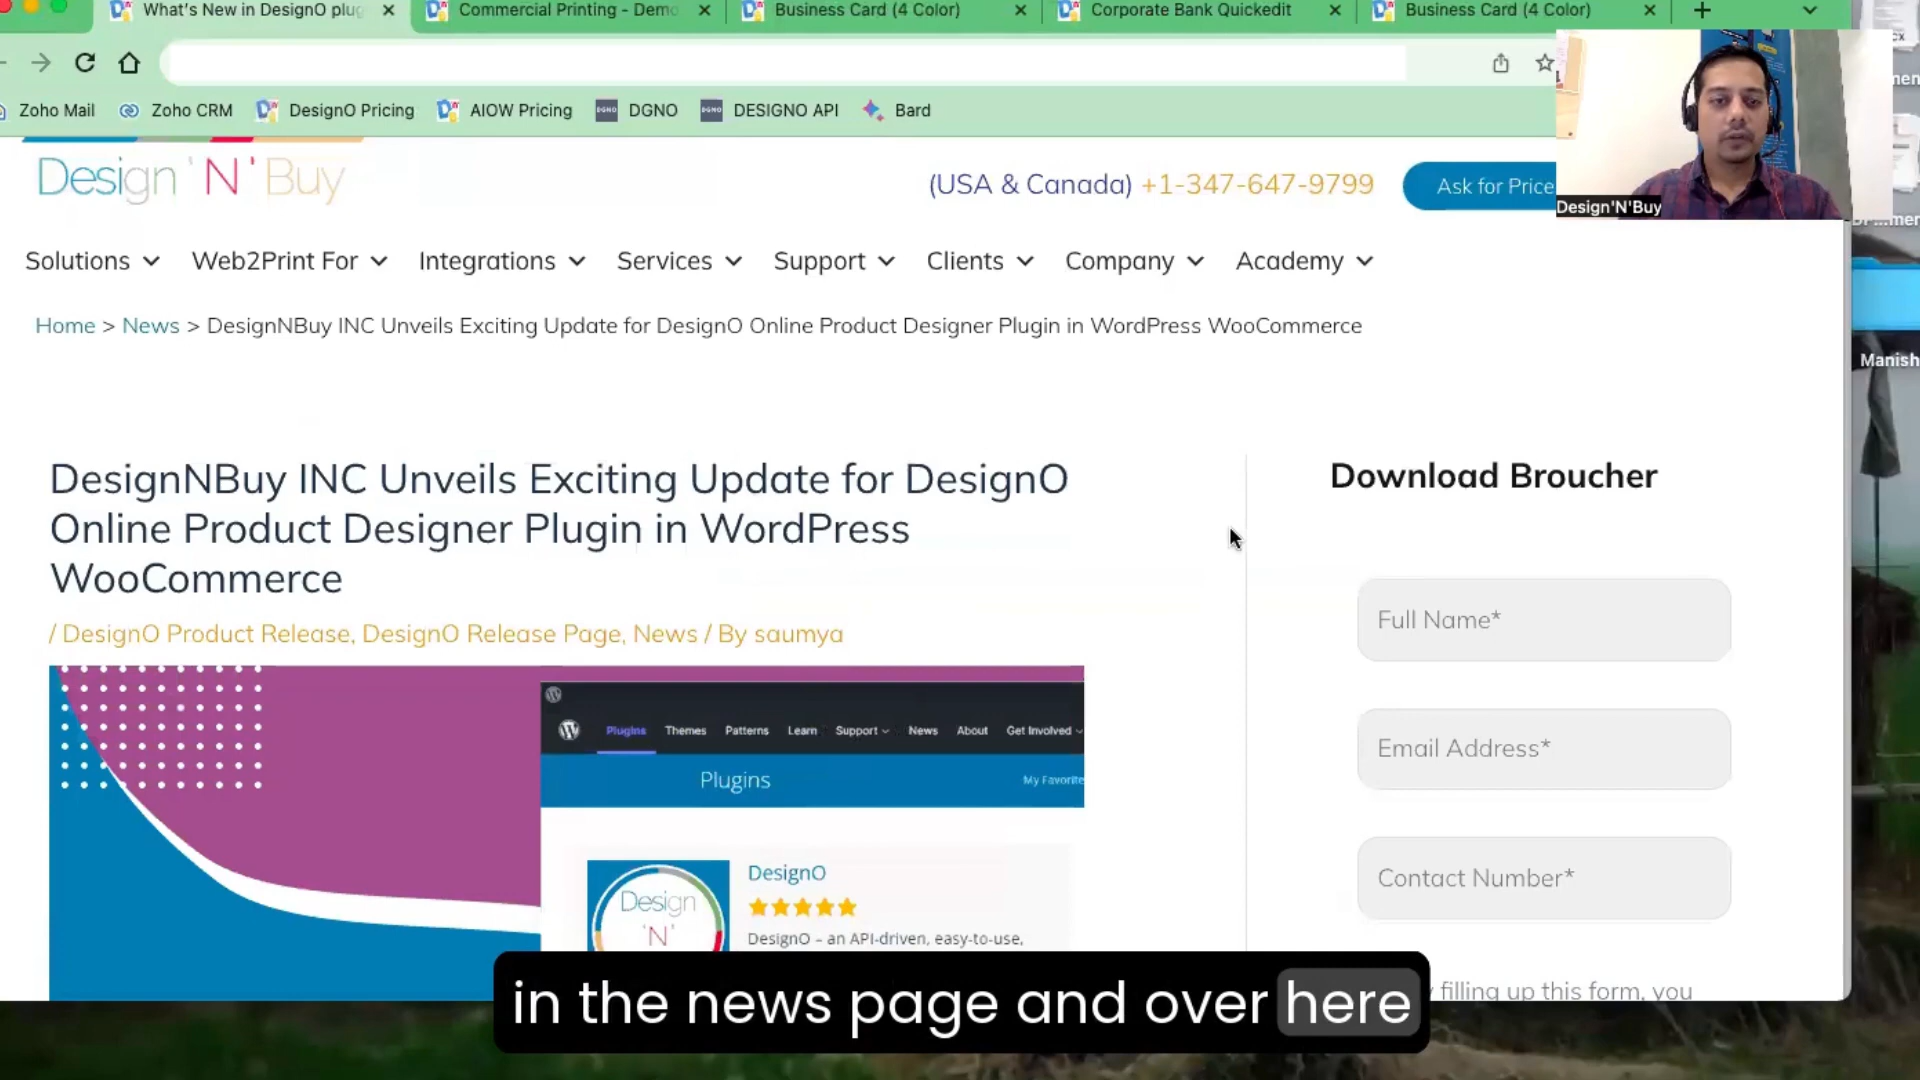 What's New in DesignO plug
Commercial Printing - Demo
Business Card (4 Color)
Corporate Bank Quickedit
Business Card (4 Color)
Zoho Mail
Zoho CRM
DesignO Pricing
AIOW Pricing
DGNO
DESIGNO API
Bard
Design 'N' Buy
(USA & Canada) +1-347-647-9799
Ask for Price
Design'N'Buy
Solutions
Web2Print For
Integrations
Services
Support
Clients
Company
Academy
Home > News > DesignNBuy INC Unveils Exciting Update for DesignO Online Product Designer Plugin in WordPress WooCommerce
Manish
DesignNBuy INC Unveils Exciting Update for DesignO
Online Product Designer Plugin in WordPress
WooCommerce
/ DesignO Product Release, DesignO Release Page, News / By saumya
Download Broucher
Full Name*
Email Address*
Contact Number*
Plugins
Themes
Patterns
Learn
Support
News
About
Get Involved
Plugins
My Favorite
DesignO
Design
'N'
DesignO – an API-driven, easy-to-use,
filling up this form, you
in the news page and over here